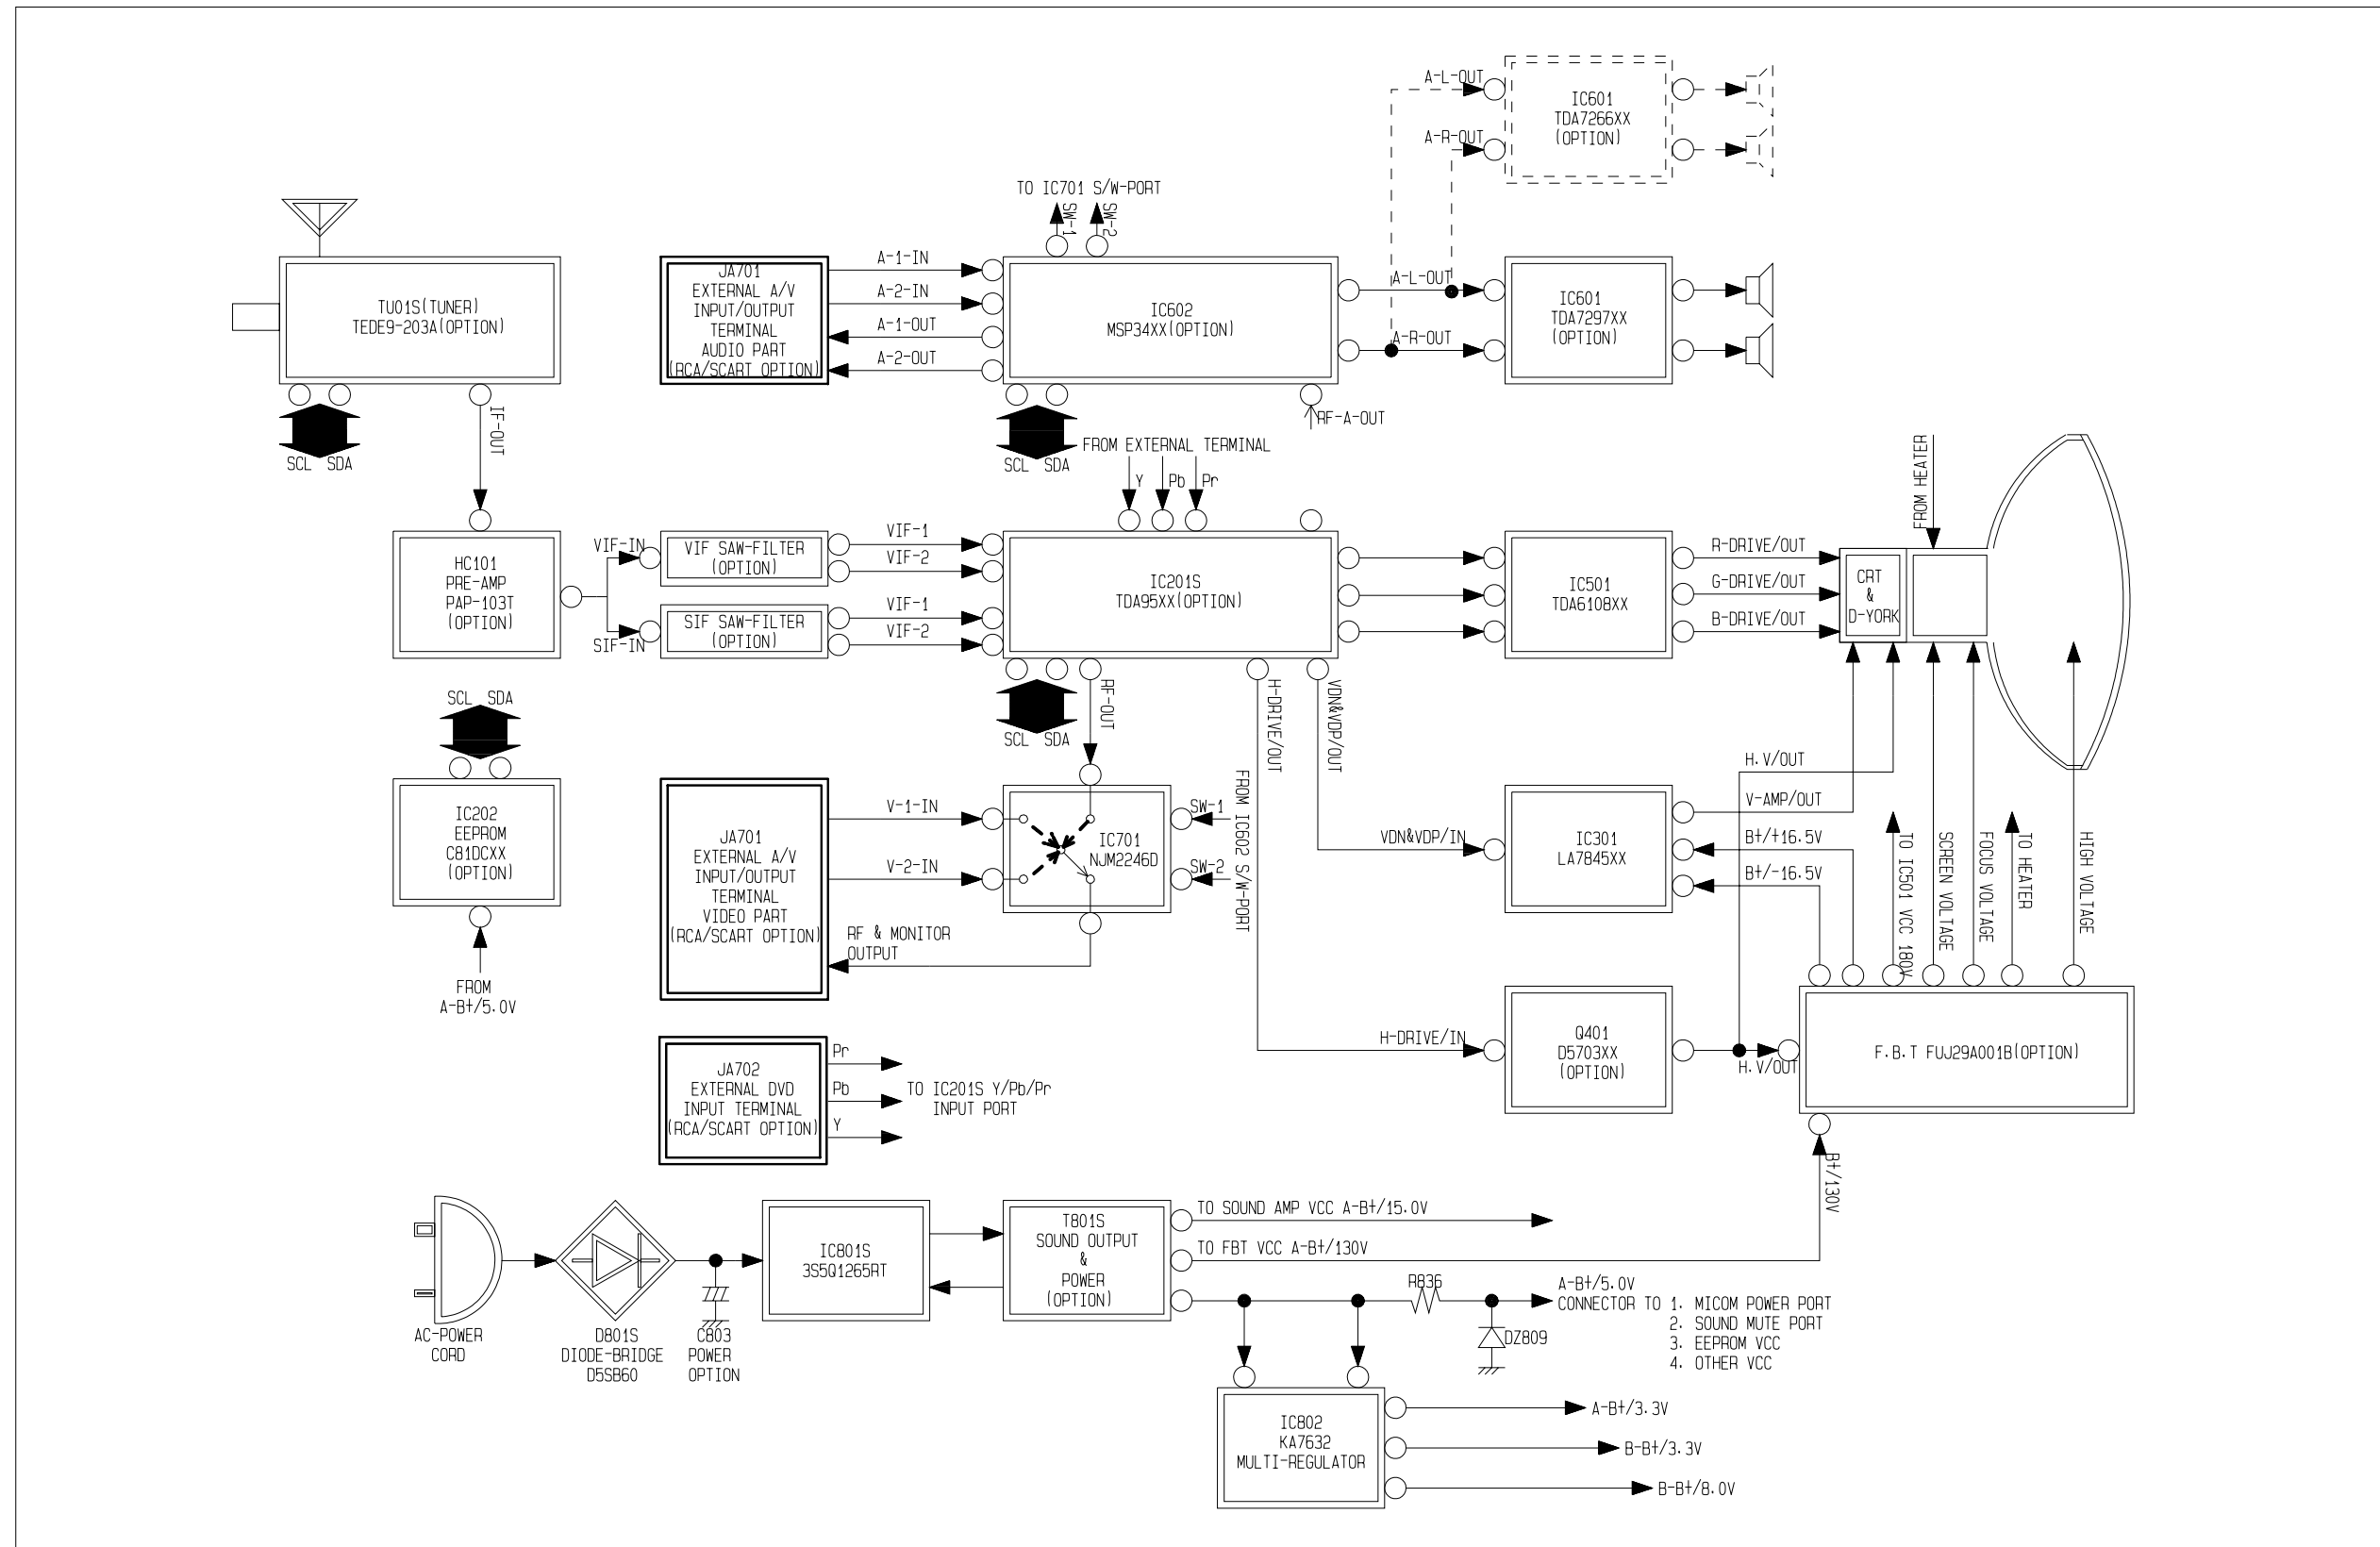 A-L-OUT
A-R-OUT
IC601
TDA7266XX
(OPTION)
TO IC701 S/W-PORT
SW-1
SW-2
TU01S(TUNER)
TEDE9-203A(OPTION)
IF-OUT
SCL SDA
JA701
EXTERNAL A/V
INPUT/OUTPUT
TERMINAL
AUDIO PART
(RCA/SCART OPTION)
A-1-IN
A-2-IN
A-1-OUT
A-2-OUT
IC602
MSP34XX(OPTION)
SCL SDA
RF-A-OUT
A-L-OUT
A-R-OUT
IC601
TDA7297XX
(OPTION)
FROM EXTERNAL TERMINAL
Y
Pb
Pr
HC101
PRE-AMP
PAP-103T
(OPTION)
VIF-IN
SIF-IN
VIF SAW-FILTER
(OPTION)
SIF SAW-FILTER
(OPTION)
VIF-1
VIF-2
VIF-1
VIF-2
IC201S
TDA95XX(OPTION)
IC501
TDA6108XX
R-DRIVE/OUT
G-DRIVE/OUT
B-DRIVE/OUT
FROM HEATER
CRT
&
D-YORK
SCL SDA
RF-OUT
H-DRIVE/OUT
VDN&VDP/OUT
SCL SDA
IC202
EEPROM
C81DCXX
(OPTION)
FROM
A-B+/5.0V
JA701
EXTERNAL A/V
INPUT/OUTPUT
TERMINAL
VIDEO PART
(RCA/SCART OPTION)
V-1-IN
V-2-IN
RF & MONITOR
OUTPUT
IC701
NJM2246D
SW-1
SW-2
FROM IC602 S/W-PORT
VDN&VDP/IN
IC301
LA7845XX
H.V/OUT
V-AMP/OUT
B+/+16.5V
B+/-16.5V
TO IC501 VCC 180V
SCREEN VOLTAGE
FOCUS VOLTAGE
TO HEATER
HIGH VOLTAGE
H-DRIVE/IN
Q401
D5703XX
(OPTION)
H.V/OUT
F.B.T FUJ29A001B(OPTION)
JA702
EXTERNAL DVD
INPUT TERMINAL
(RCA/SCART OPTION)
Pr
Pb
Y
TO IC201S Y/Pb/Pr
INPUT PORT
B+/130V
AC-POWER
CORD
D801S
DIODE-BRIDGE
D5SB60
C803
POWER
OPTION
IC801S
3S5Q1265RT
T801S
SOUND OUTPUT
&
POWER
(OPTION)
TO SOUND AMP VCC A-B+/15.0V
TO FBT VCC A-B+/130V
R836
DZ809
A-B+/5.0V
CONNECTOR TO 1. MICOM POWER PORT
2. SOUND MUTE PORT
3. EEPROM VCC
4. OTHER VCC
IC802
KA7632
MULTI-REGULATOR
A-B+/3.3V
B-B+/3.3V
B-B+/8.0V